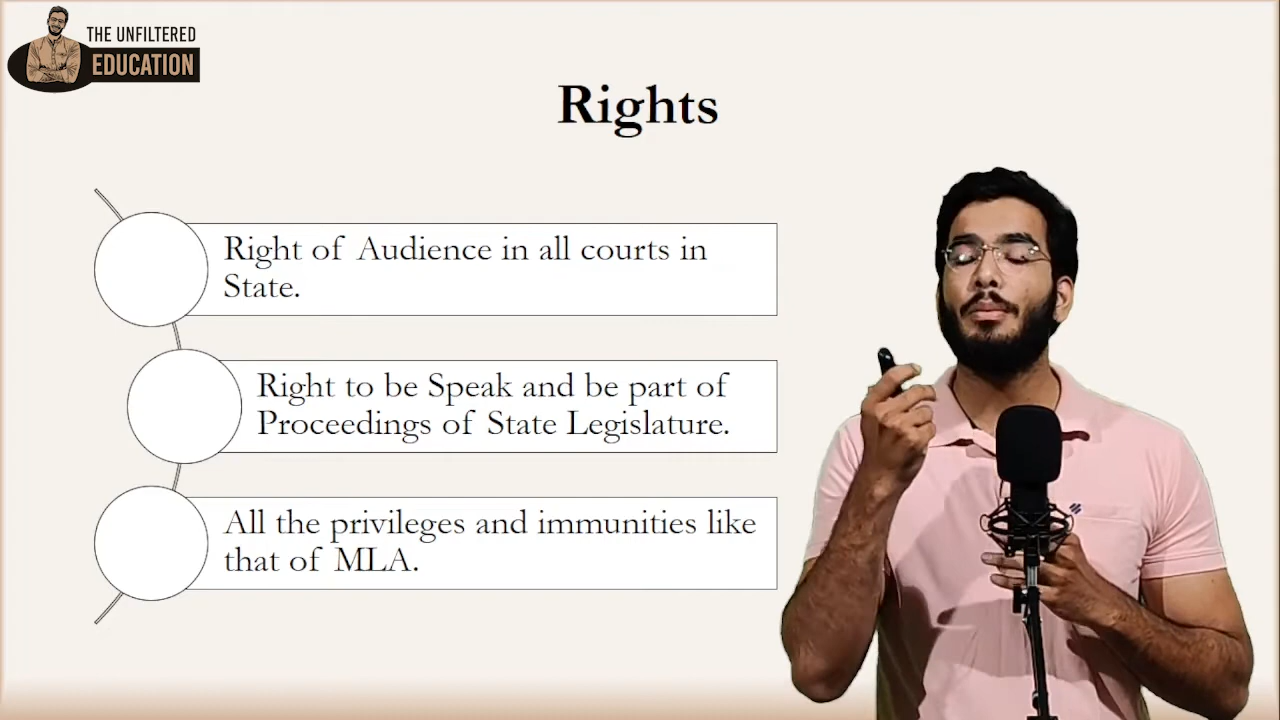 THE UNFILTERED
EDUCATION
Rights
Right of Audience in all courts in
State.
Right to be Speak and be part of
Proceedings of State Legislature.
All the privileges and immunities like
that of MLA.